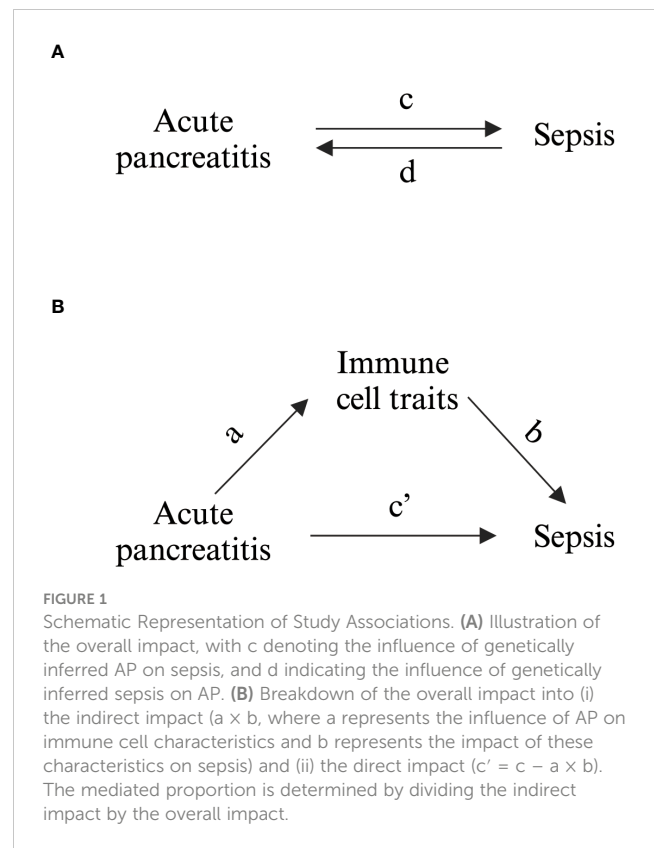 A
Acute
pancreatitis
c
d
Sepsis
B
Immune
cell traits
a
b
Acute
pancreatitis
c’
Sepsis
FIGURE 1
Schematic Representation of Study Associations. (A) Illustration of
the overall impact, with c denoting the influence of genetically
inferred AP on sepsis, and d indicating the influence of genetically
inferred sepsis on AP. (B) Breakdown of the overall impact into (i)
the indirect impact (a × b, where a represents the influence of AP on
immune cell characteristics and b represents the impact of these
characteristics on sepsis) and (ii) the direct impact (c′ = c − a × b).
The mediated proportion is determined by dividing the indirect
impact by the overall impact.